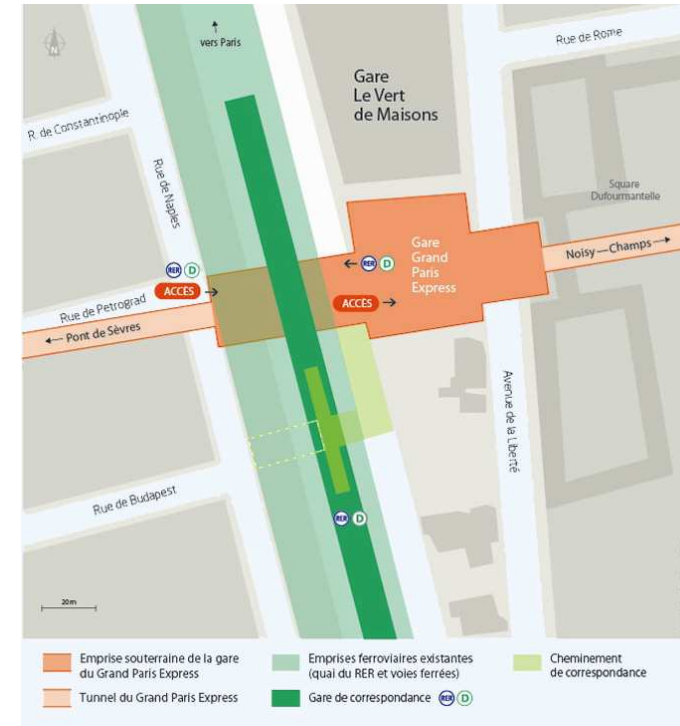 N
vers Paris
Rue de Rome
Gare
Le Vert
de Maisons
R. de Constantinople
Rue de Naples
Square
Dufourmantelle
Gare
Grand
Paris
Express
Noisy—Champs
RER D
RER D
ACCÈS
ACCÈS
Rue de Petrograd
Pont de Sèvres
Avenue de la Liberté
Rue de Budapest
RER D
20 m
Emprise souterraine de la gare
du Grand Paris Express
Tunnel du Grand Paris Express
Emprises ferroviaires existantes
(quai du RER et voies ferrées)
Gare de correspondance RER D
Cheminement
de correspondance